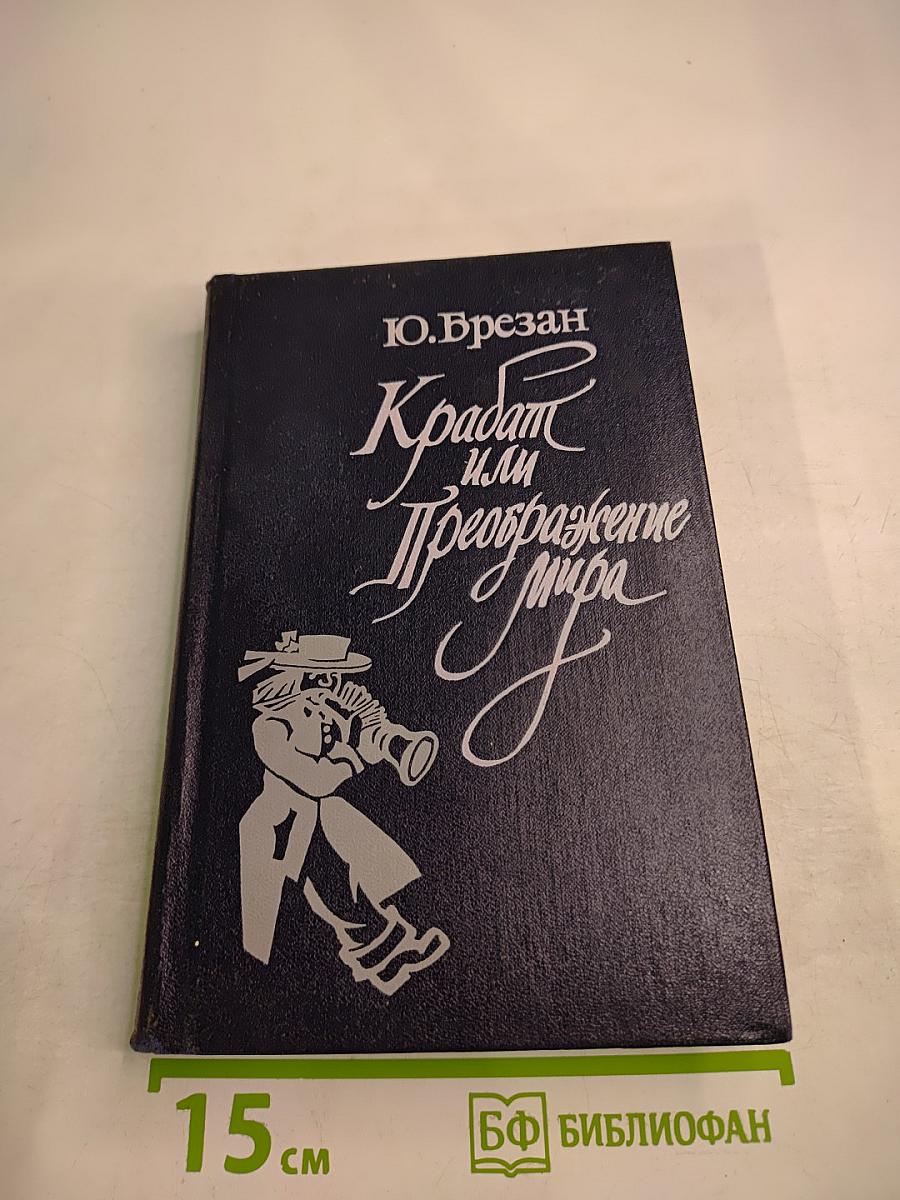 Ю.Брезан
Крабат
или
Преображение
мира
15 см
БФ БИБЛИОФАН